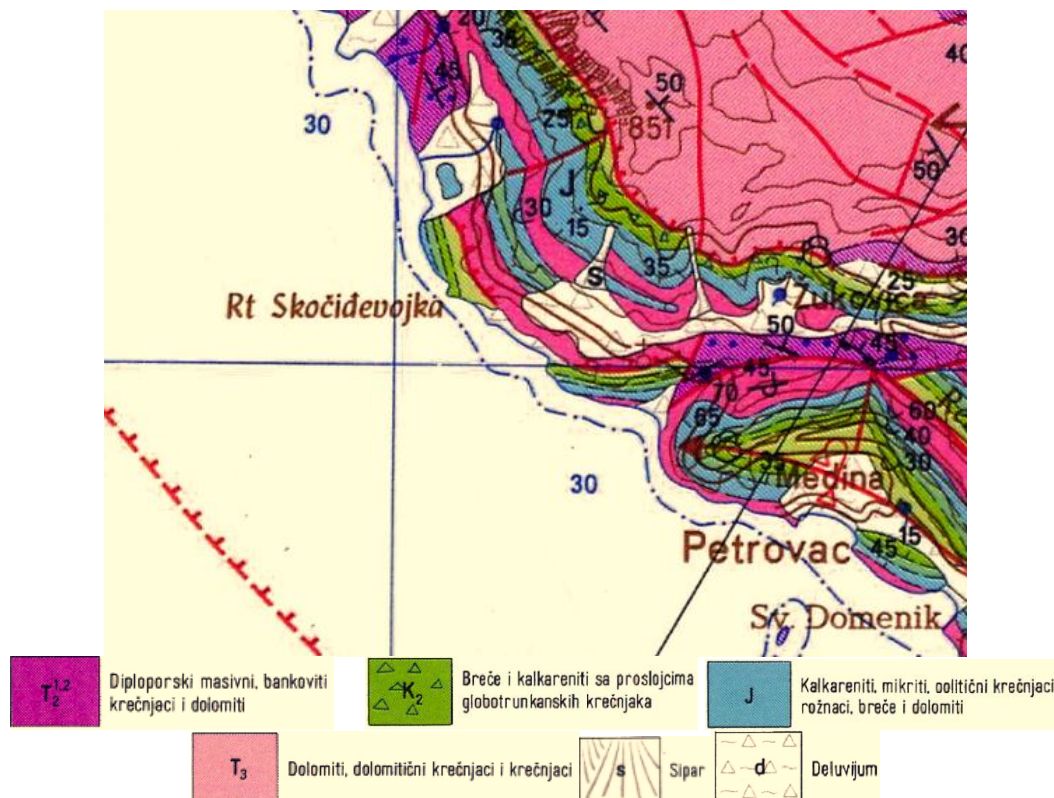 20
38
40
45
50
30
25
851
50
J
30
15
30
35
S
25
Rt Skočiđevojka
Žukovica
50
45
45
70
65
60
40
30
35
30
Medina
Petrovac
15
45
Sv. Domenik
T₂¹,² Diploporski masivni, bankoviti
krečnjaci i dolomiti
K₂ Breče i kalkareniti sa proslojcima
globotrunkanskih krečnjaka
J Kalkareniti, mikriti, oolitični krečnjaci
rožnaci, breče i dolomiti
T₃ Dolomiti, dolomitični krečnjaci i krečnjaci
s Sipar
d Deluvijum